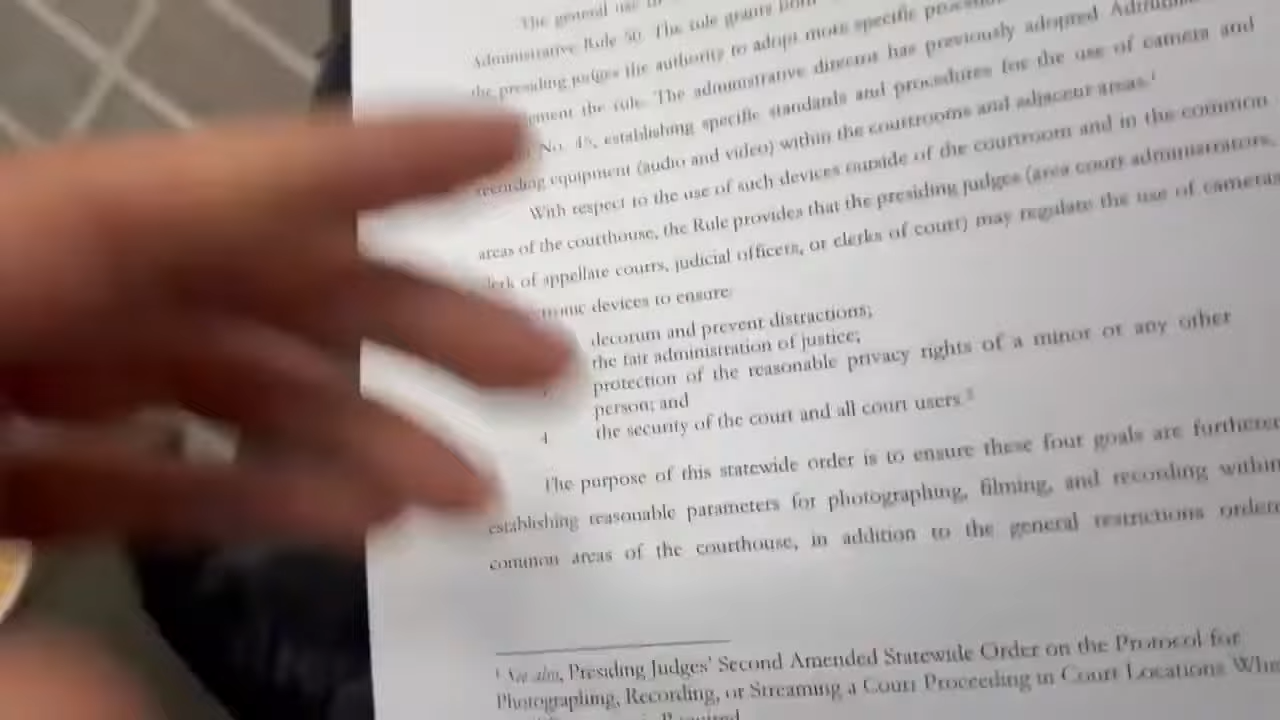 The general use
Administrative Rule 50. The rule grants both
the presiding judges the authority to adopt more specific
the rule. The administrative director has previously adopted
No. 45, establishing specific standards and procedures for the use of camera and
recording equipment (audio and video) within the courtrooms and adjacent areas.¹
With respect to the use of such devices outside of the courtroom and in the common
areas of the courthouse, the Rule provides that the presiding judges (area court administrators,
of appellate courts, judicial officers, or clerks of court) may regulate the use of cameras
devices to ensure:
decorum and prevent distractions;
the fair administration of justice;
protection of the reasonable privacy rights of a minor or any other
person; and
4 the security of the court and all court users.
The purpose of this statewide order is to ensure these four goals are
establishing reasonable parameters for photographing, filming, and recording within
common areas of the courthouse, in addition to the general restrictions
¹ See also, Presiding Judges' Second Amended Statewide Order on the Protocol for
Photographing, Recording, or Streaming a Court Proceeding in Court Locations
Required